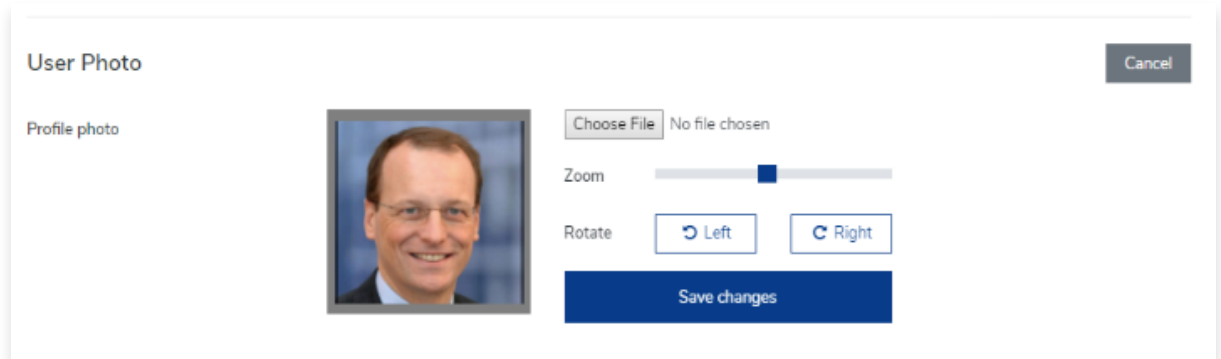 User Photo
Cancel
Profile photo
Choose File No file chosen
Zoom
Rotate Left Right
Save changes